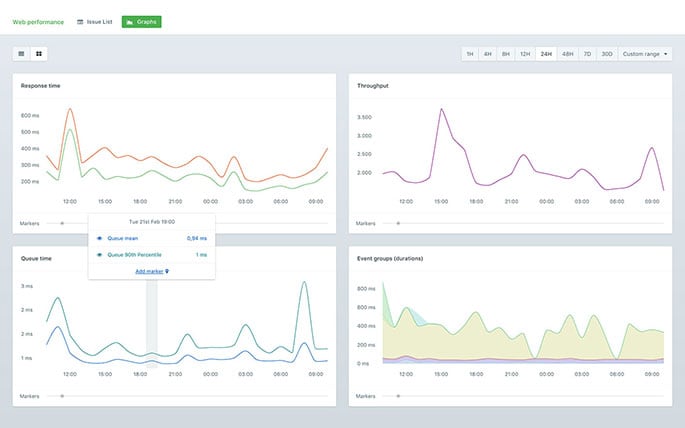 Web performance Issue List Graphs
1H 4H 8H 12H 24H 48H 7D 30D Custom range
Response time
600 ms
500 ms
400 ms
300 ms
200 ms
12:00 15:00 18:00 21:00 00:00 03:00 06:00 09:00
Markers
Throughput
3.500
3.000
2.500
2.000
12:00 15:00 18:00 21:00 00:00 03:00 06:00 09:00
Markers
Tue 21st Feb 19:00
Queue mean 0,94 ms
Queue 90th Percentile 1 ms
Add marker
Queue time
3 ms
2 ms
2 ms
1 ms
12:00 15:00 18:00 21:00 00:00 03:00 06:00 09:00
Markers
Event groups (durations)
800 ms
600 ms
400 ms
200 ms
0 ms
12:00 15:00 18:00 21:00 00:00 03:00 06:00 09:00
Markers